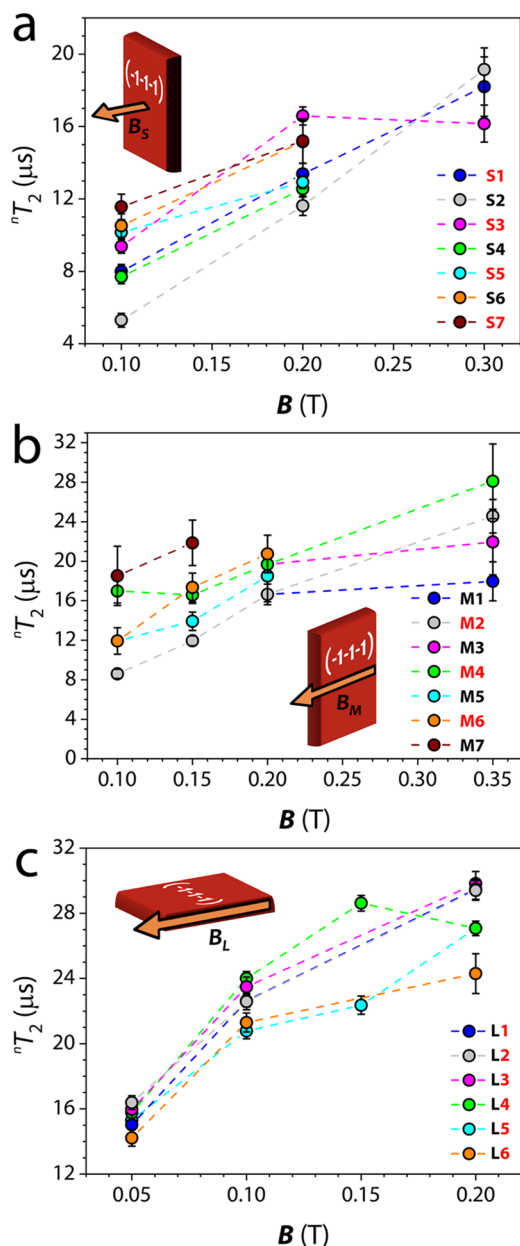 a
(-1-1-1)
B_S
ⁿT₂ (μs)
20
16
12
8
4
S1
S2
S3
S4
S5
S6
S7
0.10 0.15 0.20 0.25 0.30
B (T)
b
ⁿT₂ (μs)
32
28
24
20
16
12
8
4
0
(-1-1-1)
B_M
M1
M2
M3
M4
M5
M6
M7
0.10 0.15 0.20 0.25 0.30 0.35
B (T)
c
(-1-1-1)
B_L
ⁿT₂ (μs)
32
28
24
20
16
12
L1
L2
L3
L4
L5
L6
0.05 0.10 0.15 0.20
B (T)